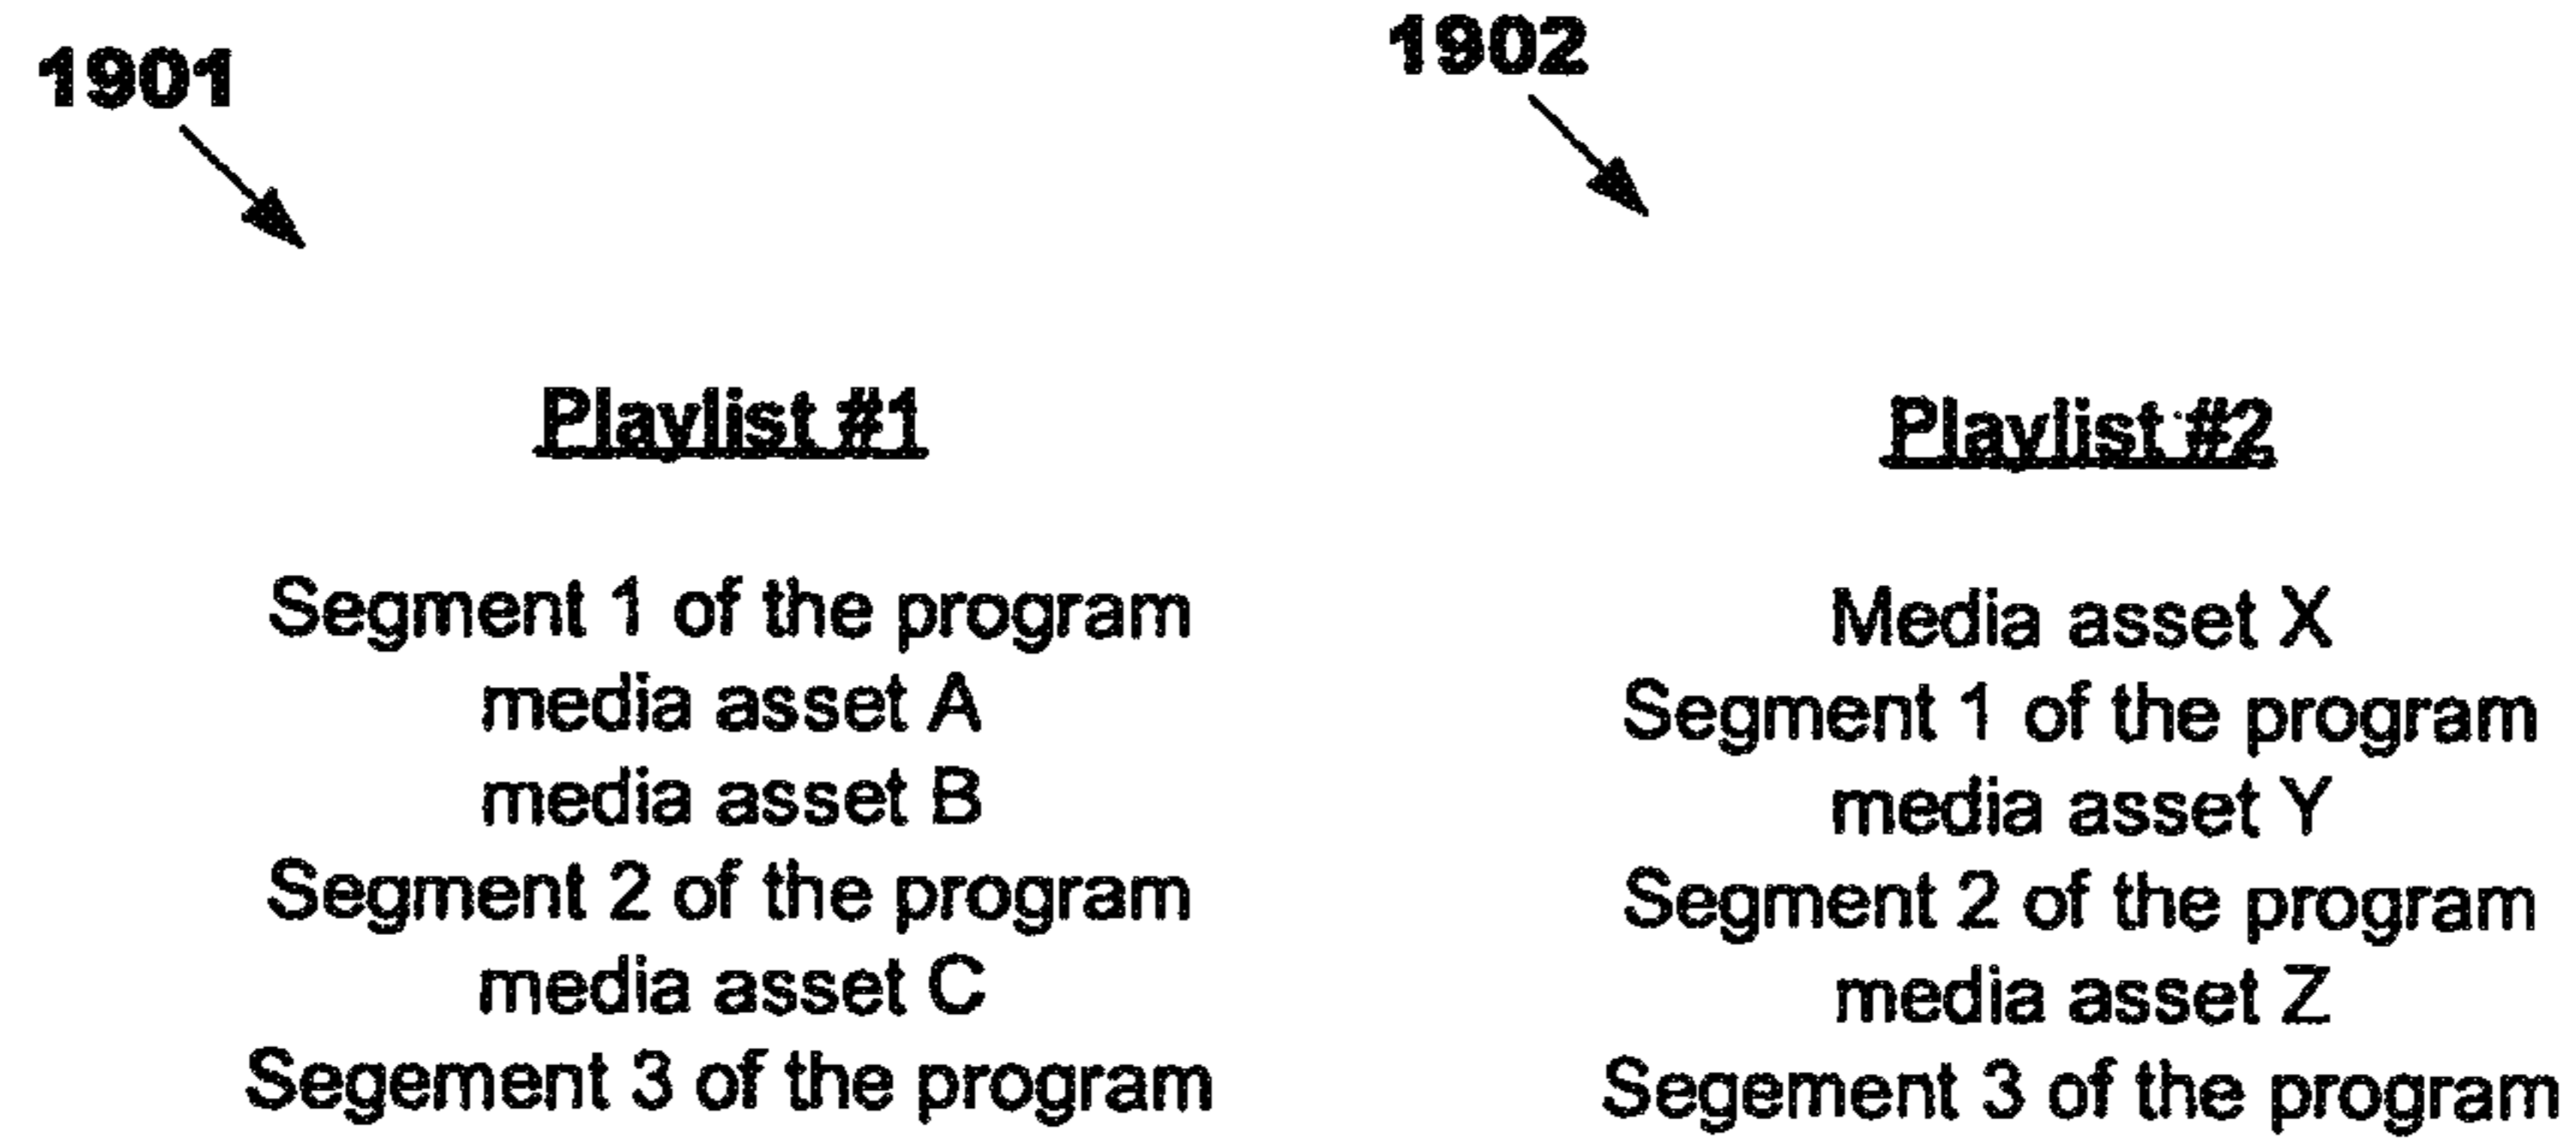 1901
Playlist #1
Segment 1 of the program
media asset A
media asset B
Segment 2 of the program
media asset C
Segement 3 of the program
1902
Playlist #2
Media asset X
Segment 1 of the program
media asset Y
Segment 2 of the program
media asset Z
Segement 3 of the program